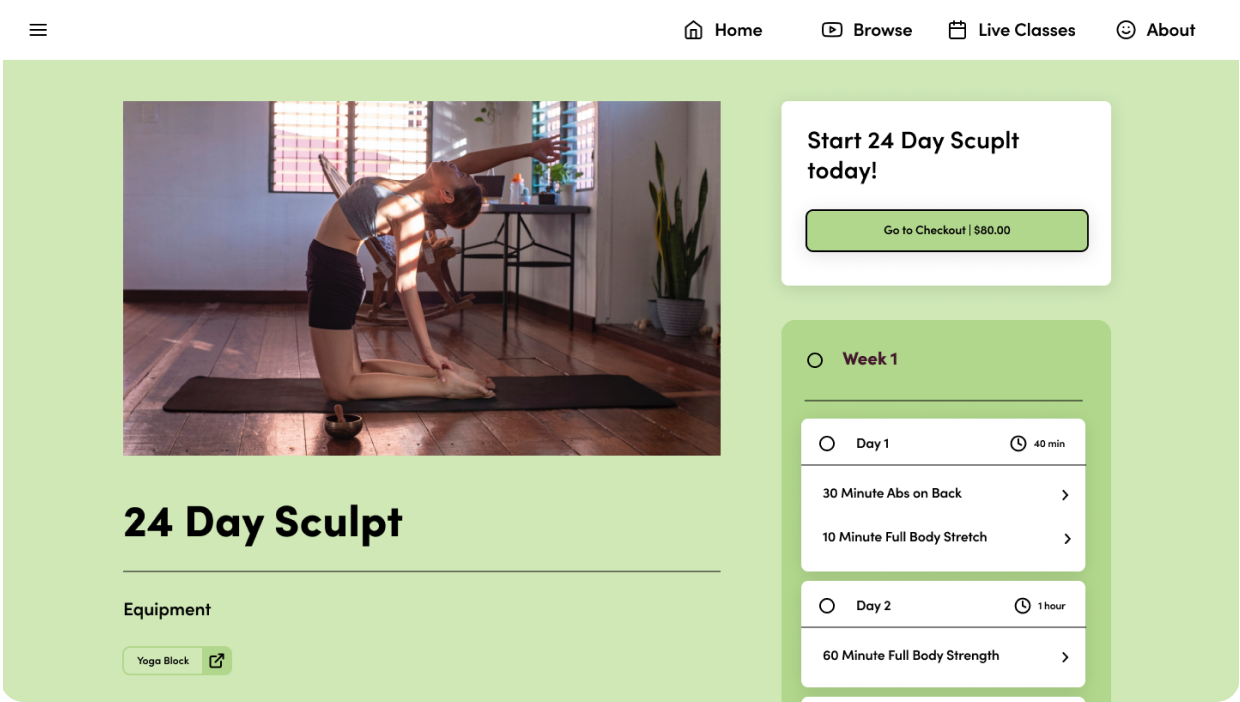 Home
Browse
Live Classes
About
24 Day Sculpt
Equipment
Yoga Block
Start 24 Day Scuplt
today!
Go to Checkout | $80.00
Week 1
Day 1
40 min
30 Minute Abs on Back
10 Minute Full Body Stretch
Day 2
1 hour
60 Minute Full Body Strength